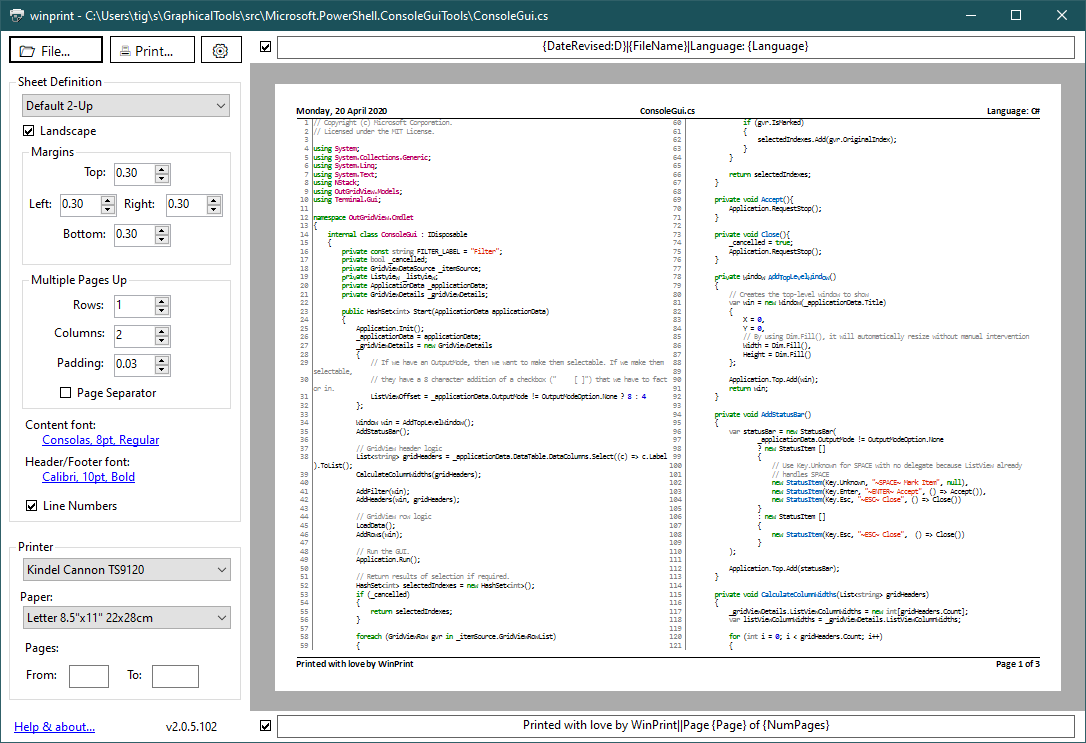 winprint - C:\Users\tig\s\GraphicalTools\src\Microsoft.PowerShell.ConsoleGuiTools\ConsoleGui.cs
File...
Print...
{DateRevised:D}|{FileName}|Language: {Language}
Sheet Definition
Default 2-Up
Landscape
Margins
Top: 0.30
Left: 0.30 Right: 0.30
Bottom: 0.30
Multiple Pages Up
Rows: 1
Columns: 2
Padding: 0.03
Page Separator
Content font:
Consolas, 8pt, Regular
Header/Footer font:
Calibri, 10pt, Bold
Line Numbers
Printer
Kindel Cannon TS9120
Paper:
Letter 8.5"x11" 22x28cm
Pages:
From: To:
Help & about... v2.0.5.102
Monday, 20 April 2020 ConsoleGui.cs Language: C#
1 // Copyright (c) Microsoft Corporation.
2 // Licensed under the MIT License.
3
4 using System;
5 using System.Collections.Generic;
6 using System.Linq;
7 using System.Text;
8 using NStack;
9 using OutGridView.Models;
10 using Terminal.Gui;
11
12 namespace OutGridView.Cmdlet
13 {
14 internal class ConsoleGui : IDisposable
15 {
16 private const string FILTER_LABEL = "Filter";
17 private bool _cancelled;
18 private GridViewDataSource _itemSource;
19 private ListView _listView;
20 private ApplicationData _applicationData;
21 private GridViewDetails _gridViewDetails;
22
23 public HashSet<int> Start(ApplicationData applicationData)
24 {
25 Application.Init();
26 _applicationData = applicationData;
27 _gridViewDetails = new GridViewDetails
28 {
29 // If we have an OutputMode, then we want to make them selectable. If we make them
selectable,
30 // they have a 8 character addition of a checkbox ("     [ ]") that we have to fact
or in.
31 ListViewOffset = _applicationData.OutputMode != OutputModeOption.None ? 8 : 4
32 };
33
34 Window win = AddTopLevelWindow();
35 AddStatusBar();
36
37 // GridView header logic
38 List<string> gridHeaders = _applicationData.DataTable.DataColumns.Select((c) => c.Label
).ToList();
39 CalculateColumnWidths(gridHeaders);
40
41 AddFilter(win);
42 AddHeaders(win, gridHeaders);
43
44 // GridView row logic
45 LoadData();
46 AddRows(win);
47
48 // Run the GUI.
49 Application.Run();
50
51 // Return results of selection if required.
52 HashSet<int> selectedIndexes = new HashSet<int>();
53 if (_cancelled)
54 {
55 return selectedIndexes;
56 }
57
58 foreach (GridViewRow gvr in _itemSource.GridViewRowList)
59 {
60 if (gvr.IsMarked)
61 {
62 selectedIndexes.Add(gvr.OriginalIndex);
63 }
64 }
65
66 return selectedIndexes;
67 }
68
69 private void Accept(){
70 Application.RequestStop();
71 }
72
73 private void Close(){
74 _cancelled = true;
75 Application.RequestStop();
76 }
77
78 private Window AddTopLevelWindow()
79 {
80 // Creates the top-level window to show
81 var win = new Window(_applicationData.Title)
82 {
83 X = 0,
84 Y = 0,
85 // By using Dim.Fill(), it will automatically resize without manual intervention
86 Width = Dim.Fill(),
87 Height = Dim.Fill()
88 };
89
90 Application.Top.Add(win);
91 return win;
92 }
93
94 private void AddStatusBar()
95 {
96 var statusBar = new StatusBar(
97 _applicationData.OutputMode != OutputModeOption.None
98 ? new StatusItem []
99 {
100 // Use Key.Unknown for SPACE with no delegate because ListView already
101 // handles SPACE
102 new StatusItem(Key.Unknown, "~SPACE~ Mark Item", null),
103 new StatusItem(Key.Enter, "~ENTER~ Accept", () => Accept()),
104 new StatusItem(Key.Esc, "~ESC~ Close", () => Close())
105 }
106 : new StatusItem []
107 {
108 new StatusItem(Key.Esc, "~ESC~ Close",  () => Close())
109 }
110 );
111
112 Application.Top.Add(statusBar);
113 }
114
115 private void CalculateColumnWidths(List<string> gridHeaders)
116 {
117 _gridViewDetails.ListViewColumnWidths = new int[gridHeaders.Count];
118 var listViewColumnWidths = _gridViewDetails.ListViewColumnWidths;
119
120 for (int i = 0; i < gridHeaders.Count; i++)
121 {
Printed with love by WinPrint Page 1 of 3
Printed with love by WinPrint||Page {Page} of {NumPages}